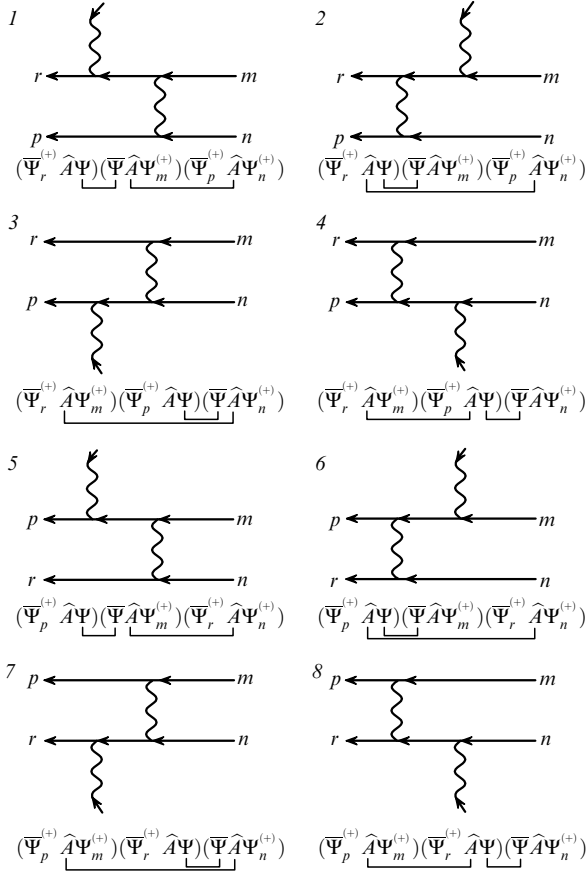 1 2
r m r m
p n p n
(Ψ̅_r^(+) ÂΨ)(Ψ̅ ÂΨ_m^(+))(Ψ̅_p^(+) ÂΨ_n^(+)) (Ψ̅_r^(+) ÂΨ)(Ψ̅ ÂΨ_m^(+))(Ψ̅_p^(+) ÂΨ_n^(+))
3 4
r m r m
p n p n
(Ψ̅_r^(+) ÂΨ_m^(+))(Ψ̅_p^(+) ÂΨ)(Ψ̅ ÂΨ_n^(+)) (Ψ̅_r^(+) ÂΨ_m^(+))(Ψ̅_p^(+) ÂΨ)(Ψ̅ ÂΨ_n^(+))
5 6
p m p m
r n r n
(Ψ̅_p^(+) ÂΨ)(Ψ̅ ÂΨ_m^(+))(Ψ̅_r^(+) ÂΨ_n^(+)) (Ψ̅_p^(+) ÂΨ)(Ψ̅ ÂΨ_m^(+))(Ψ̅_r^(+) ÂΨ_n^(+))
7 8
p m p m
r n r n
(Ψ̅_p^(+) ÂΨ_m^(+))(Ψ̅_r^(+) ÂΨ)(Ψ̅ ÂΨ_n^(+)) (Ψ̅_p^(+) ÂΨ_m^(+))(Ψ̅_r^(+) ÂΨ)(Ψ̅ ÂΨ_n^(+))